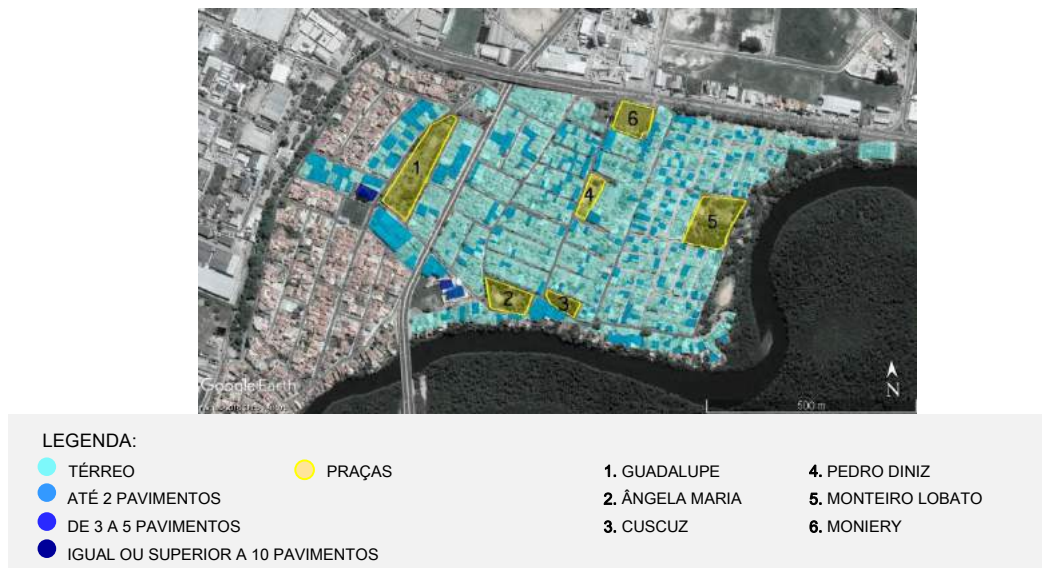 6
1
4
5
2
3
Google Earth
N
500 m
LEGENDA:
TÉRREO
ATÉ 2 PAVIMENTOS
DE 3 A 5 PAVIMENTOS
IGUAL OU SUPERIOR A 10 PAVIMENTOS
PRAÇAS
1. GUADALUPE
2. ÂNGELA MARIA
3. CUSCUZ
4. PEDRO DINIZ
5. MONTEIRO LOBATO
6. MONIERY